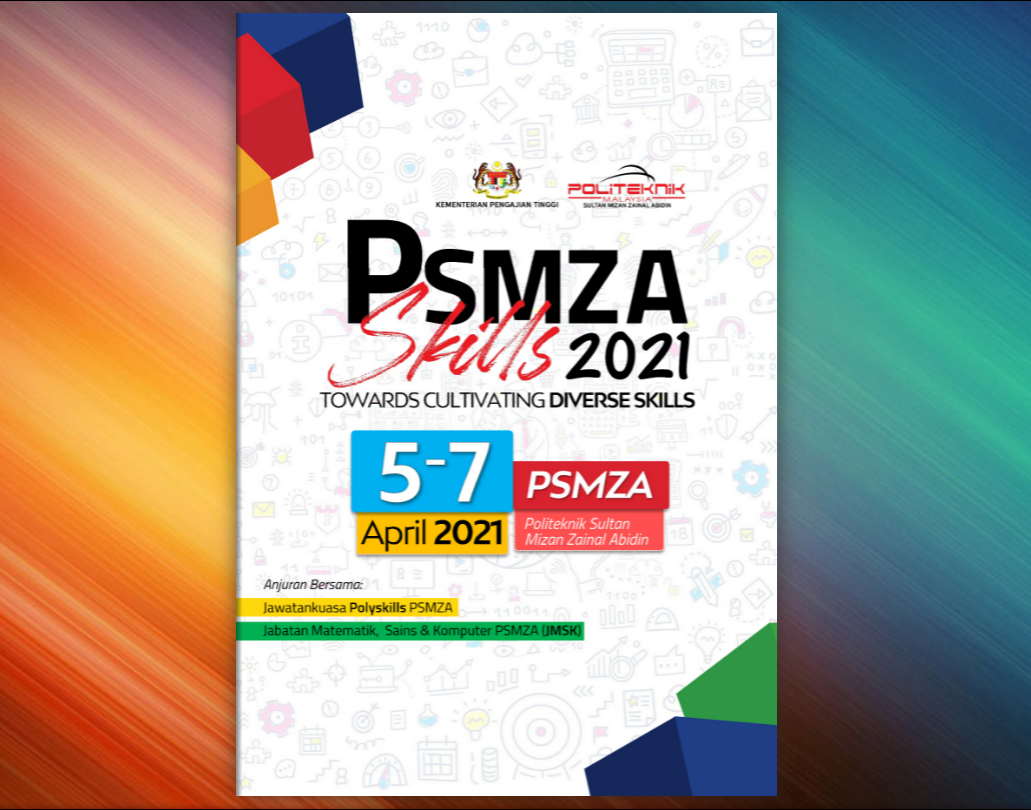 KEMENTERIAN PENGAJIAN TINGGI
POLITEKNIK
MALAYSIA
SULTAN MIZAN ZAINAL ABIDIN
PSMZA
Skills 2021
TOWARDS CULTIVATING DIVERSE SKILLS
5-7
April 2021
PSMZA
Politeknik Sultan
Mizan Zainal Abidin
Anjuran Bersama:
Jawatankuasa Polyskills PSMZA
Jabatan Matematik, Sains & Komputer PSMZA (JMSK)